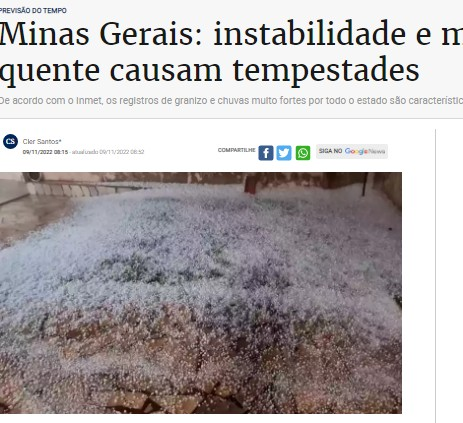 PREVISÃO DO TEMPO
Minas Gerais: instabilidade e m
quente causam tempestades
De acordo com o Inmet, os registros de granizo e chuvas muito fortes por todo o estado são característic
CS Cler Santos*
09/11/2022 08:15 - atualizado 09/11/2022 08:52
COMPARTILHE
SIGA NO Google News